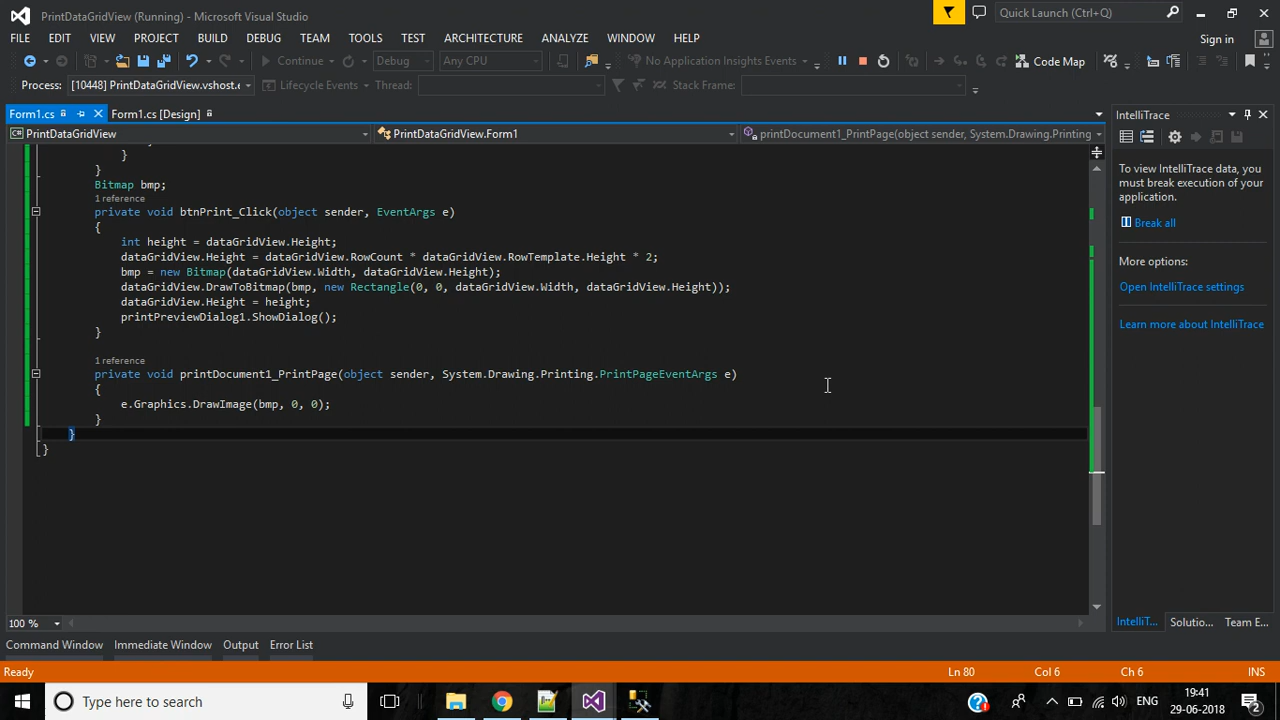 PrintDataGridView (Running) - Microsoft Visual Studio
Quick Launch (Ctrl+Q)
FILE EDIT VIEW PROJECT BUILD DEBUG TEAM TOOLS TEST ARCHITECTURE ANALYZE WINDOW HELP
Sign in
Continue Debug Any CPU No Application Insights Events Code Map
Process: [10448] PrintDataGridView.vshost.e Lifecycle Events Thread: Stack Frame:
Form1.cs Form1.cs [Design]
PrintDataGridView PrintDataGridView.Form1 printDocument1_PrintPage(object sender, System.Drawing.Printing
}
}
Bitmap bmp;
1 reference
private void btnPrint_Click(object sender, EventArgs e)
{
int height = dataGridView.Height;
dataGridView.Height = dataGridView.RowCount * dataGridView.RowTemplate.Height * 2;
bmp = new Bitmap(dataGridView.Width, dataGridView.Height);
dataGridView.DrawToBitmap(bmp, new Rectangle(0, 0, dataGridView.Width, dataGridView.Height));
dataGridView.Height = height;
printPreviewDialog1.ShowDialog();
}
1 reference
private void printDocument1_PrintPage(object sender, System.Drawing.Printing.PrintPageEventArgs e)
{
e.Graphics.DrawImage(bmp, 0, 0);
}
}
}
IntelliTrace
To view IntelliTrace data, you
must break execution of your
application.
Break all
More options:
Open IntelliTrace settings
Learn more about IntelliTrace
100 %
IntelliT... Solutio... Team E...
Command Window Immediate Window Output Error List
Ready Ln 80 Col 6 Ch 6 INS
Type here to search
ENG
19:41
29-06-2018
2